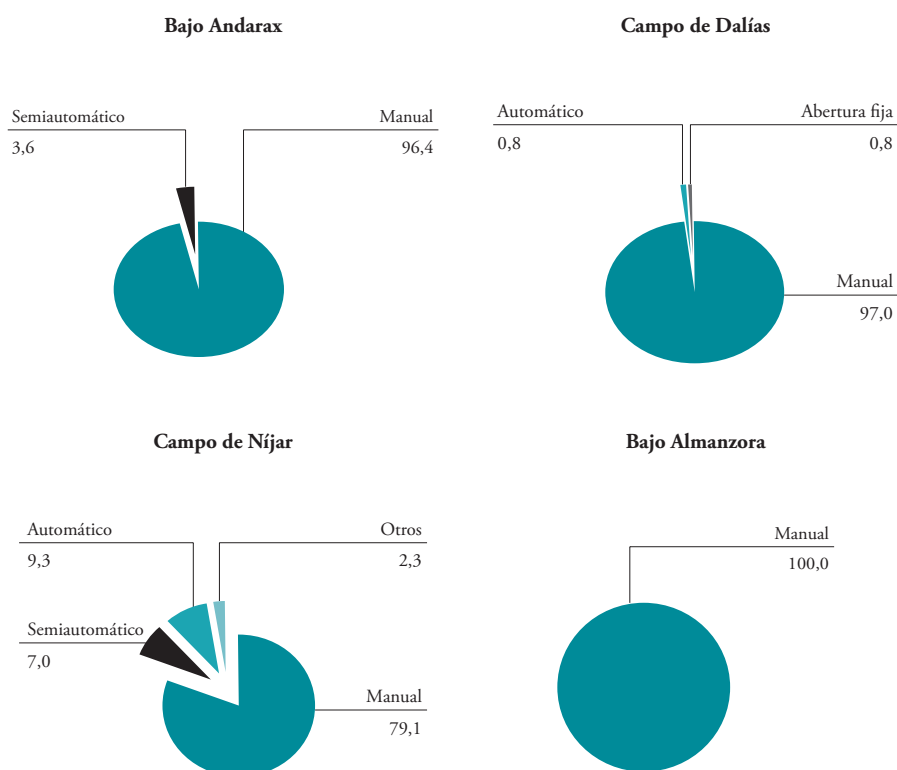 Bajo Andarax
Semiautomático
3,6
Manual
96,4
Campo de Dalías
Automático
0,8
Abertura fija
0,8
Manual
97,0
Campo de Níjar
Automático
9,3
Otros
2,3
Semiautomático
7,0
Manual
79,1
Bajo Almanzora
Manual
100,0